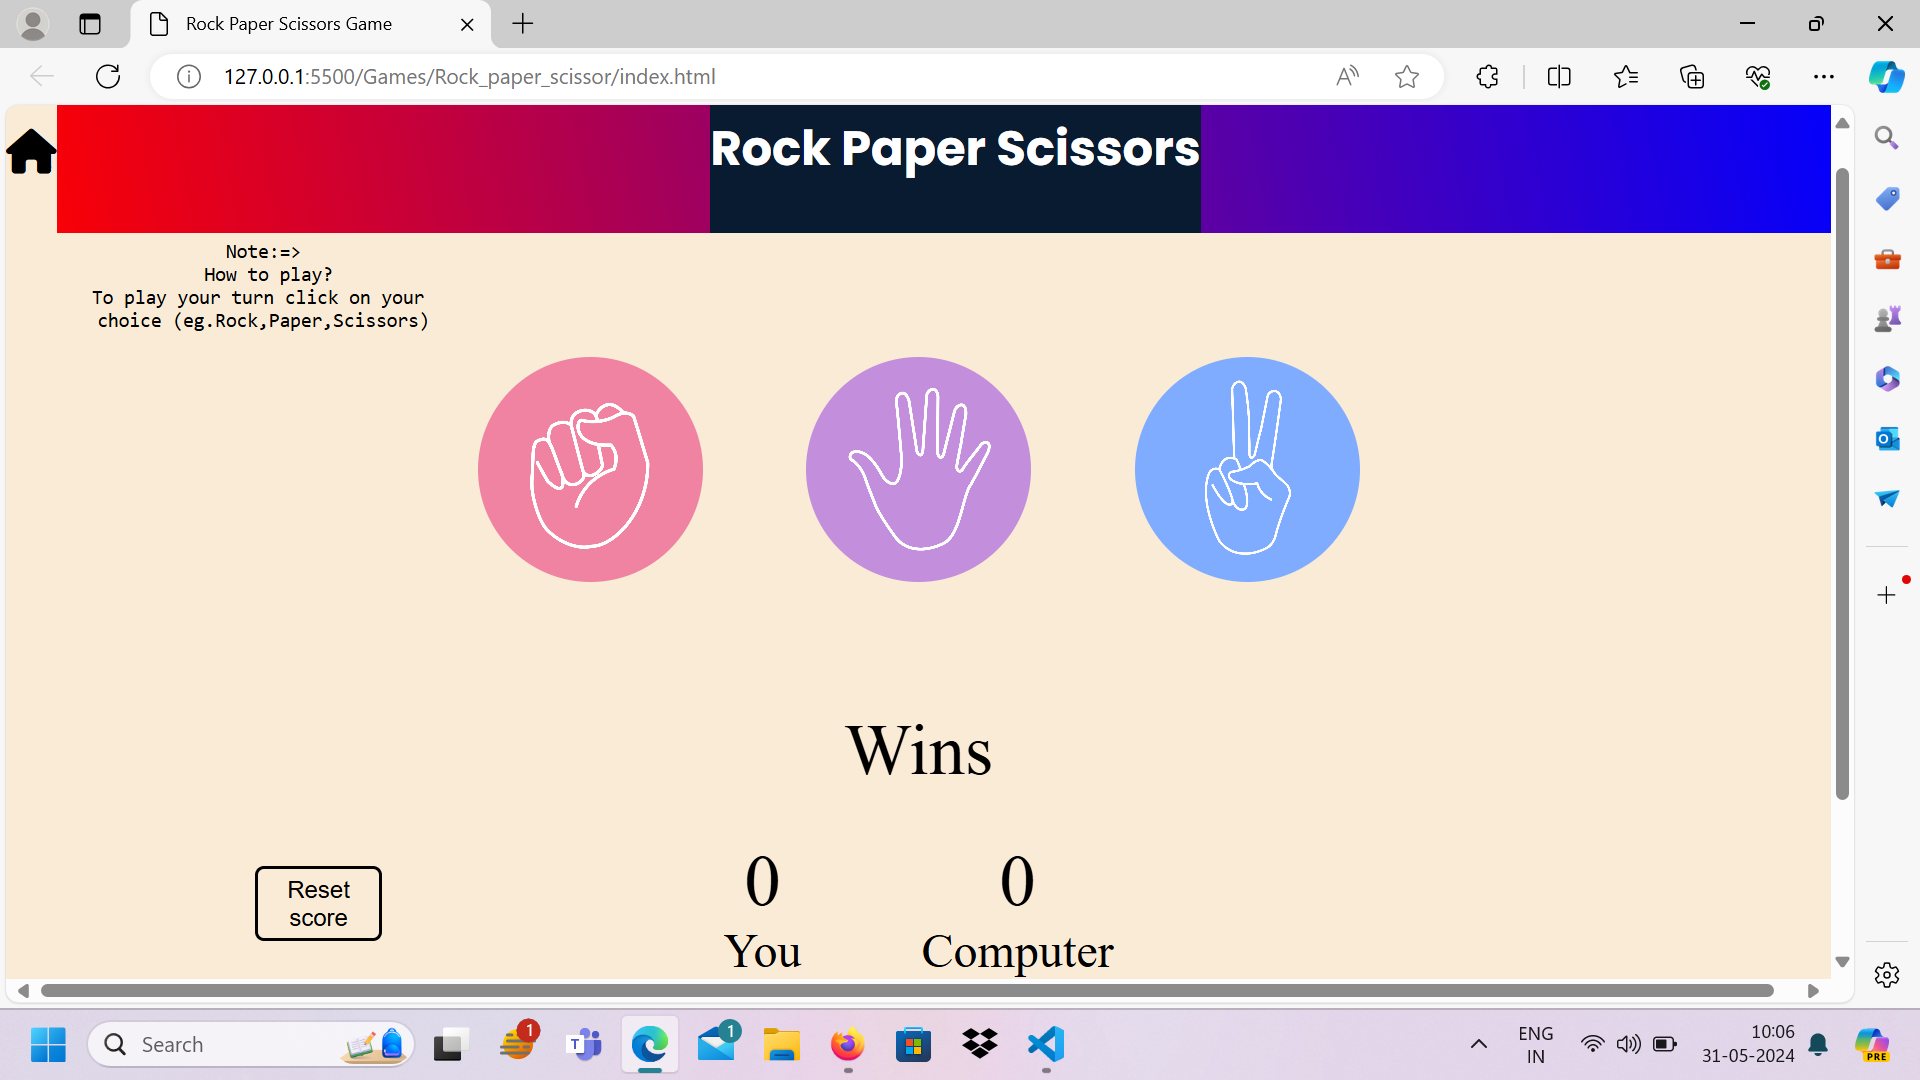 Rock Paper Scissors Game
127.0.0.1:5500/Games/Rock_paper_scissor/index.html
Rock Paper Scissors
Note:=>
How to play?
To play your turn click on your
choice (eg.Rock,Paper,Scissors)
Wins
0 0
You Computer
Reset
score
Search
1
T
1
O
ENG
IN
10:06
31-05-2024
PRE